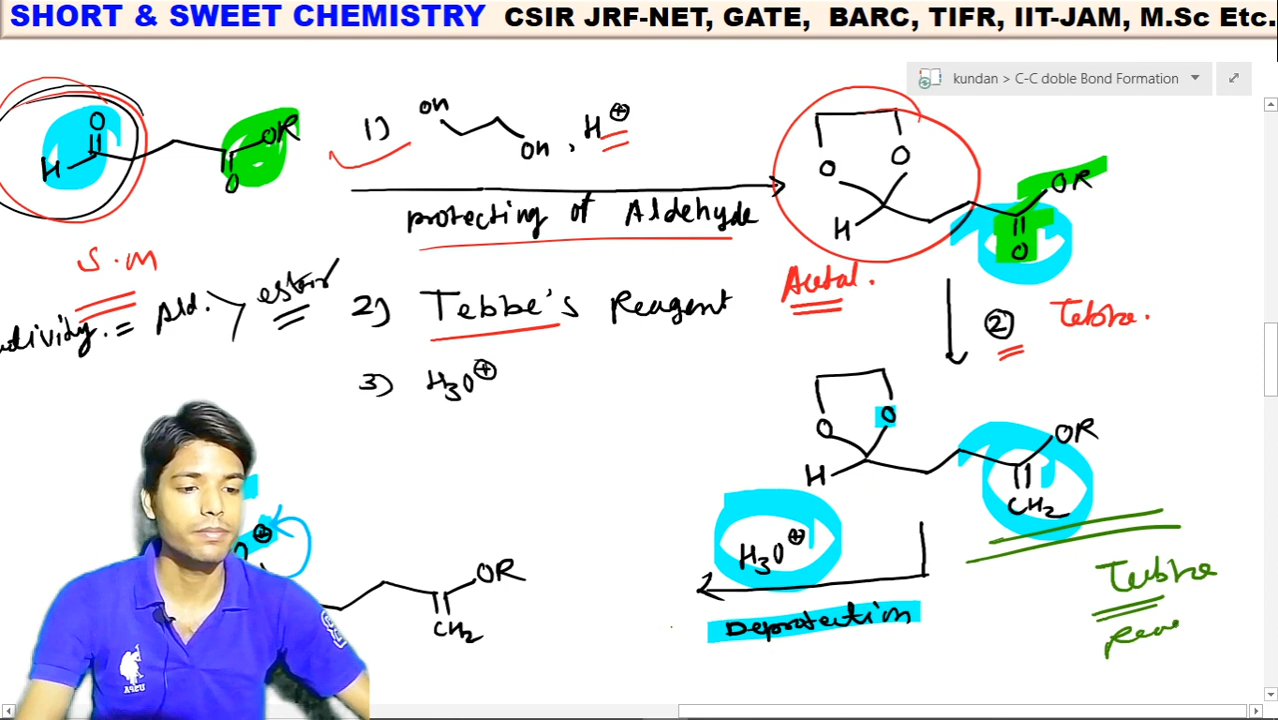 SHORT & SWEET CHEMISTRY CSIR JRF-NET, GATE, BARC, TIFR, IIT-JAM, M.Sc Etc.
kundan > C-C doble Bond Formation
O
H
OR
O
1) OH OH, H⊕
protecting of Aldehyde
O O
H
OR
O
S.M
Acetal.
Ald. > ester
2) Tebbe's Reagent
② Tebbe.
3) H3O⊕
O O
H
OR
CH2
H3O⊕
Deprotection
Tebbe
OR
CH2